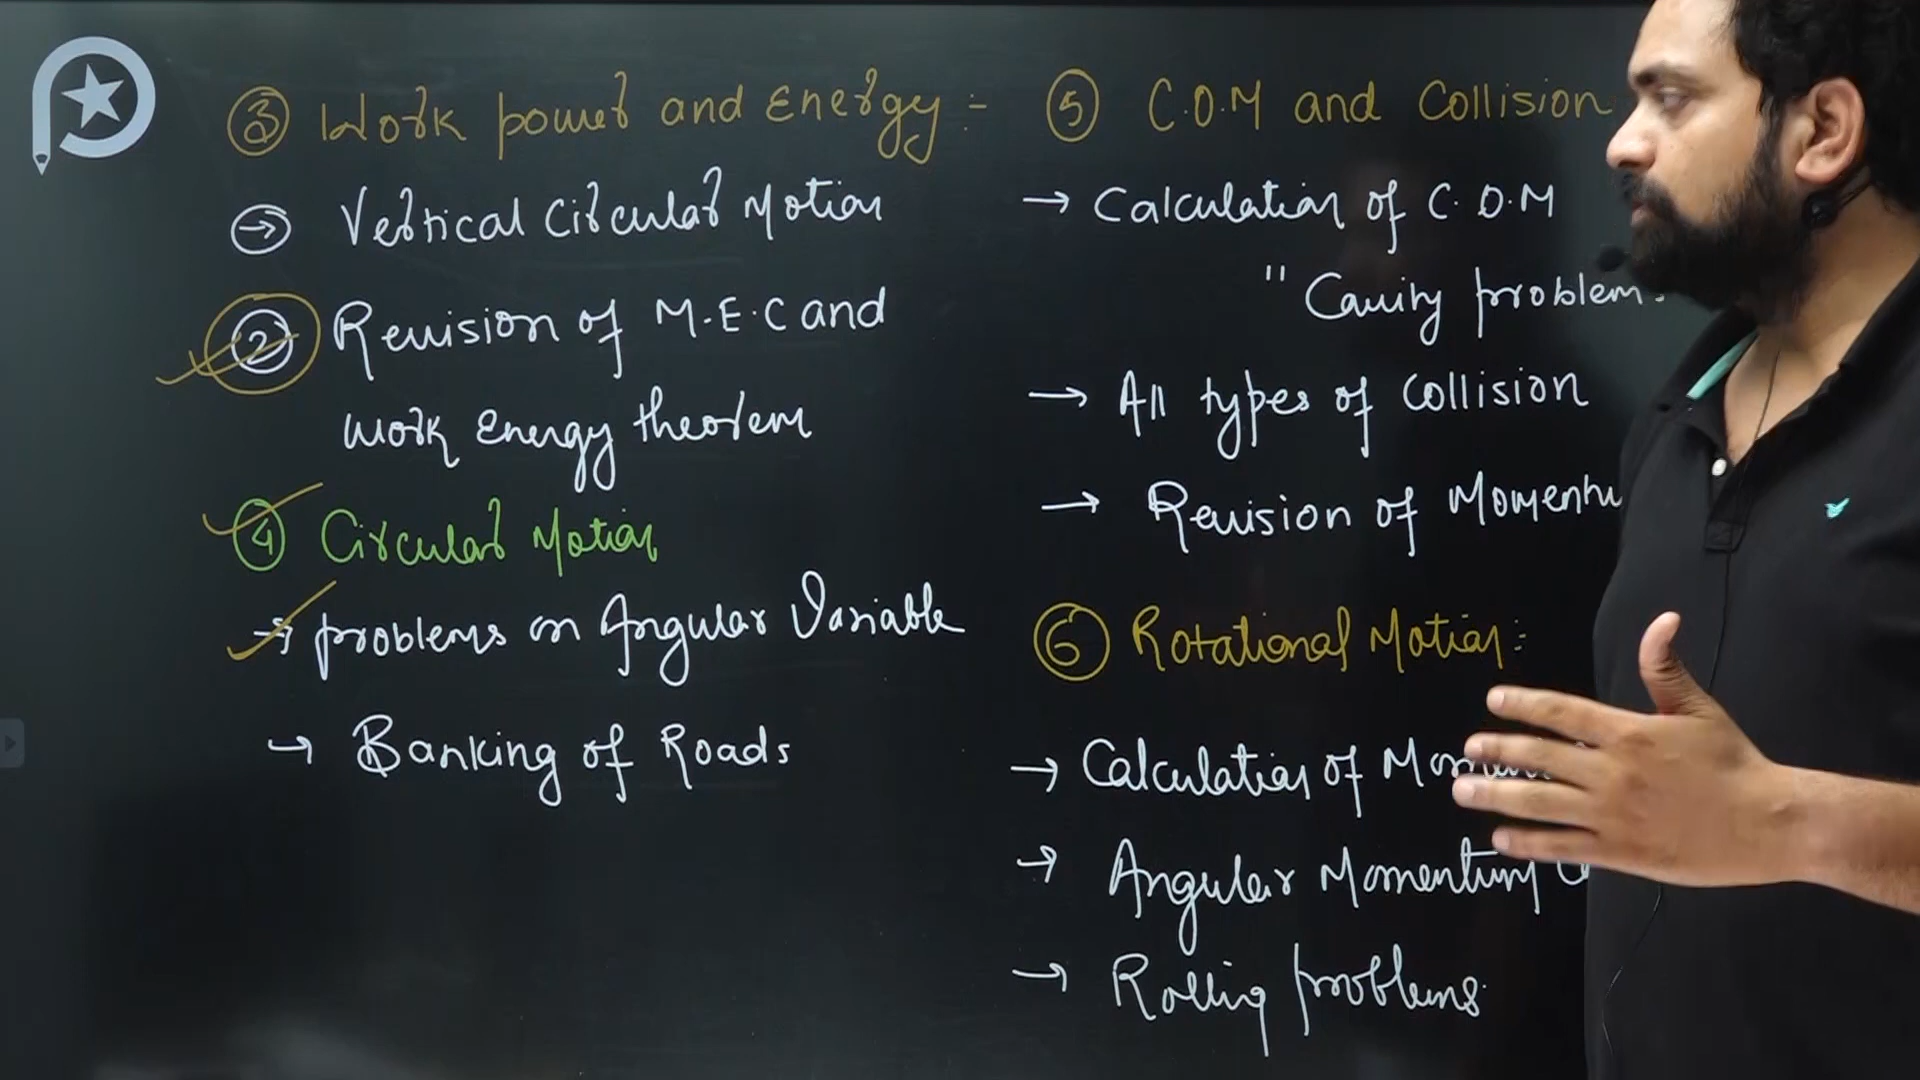 ③ Work power and Energy :-
→ Vertical Circular Motion
② Revision of M.E.C and
work energy theorem
④ Circular Motion
→ problems on Angular Variable
→ Banking of Roads
⑤ C.O.M and Collision
→ Calculation of C.O.M
" Cavity problem.
→ All types of collision
→ Revision of
⑥ Rotational Motion :
→ Calculation of
→ Angular Momentum
→ Rolling problems